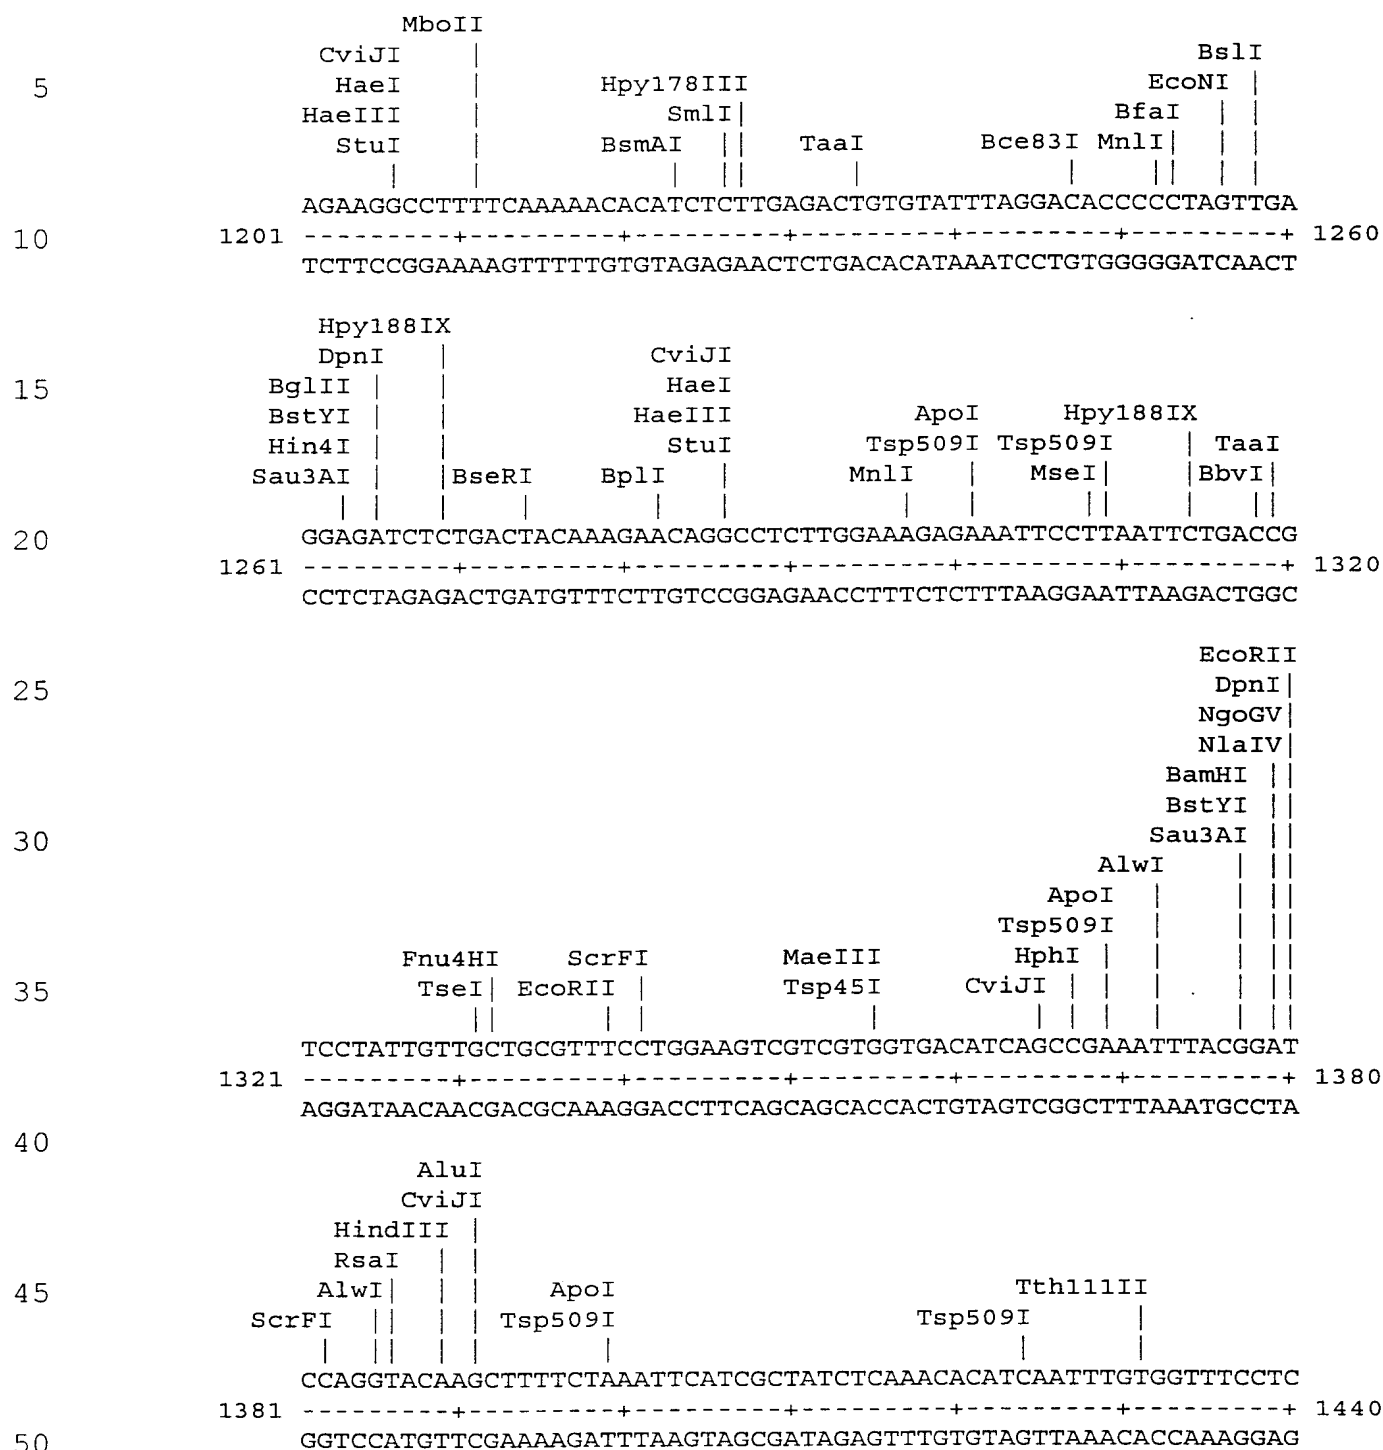 MboII
CviJI
BslI
5 HaeI Hpy178III EcoNI
HaeIII SmlI BfaI
StuI BsmAI TaaI Bce83I MnlI
AGAAGGCCTTTTCAAAAACACATCTCTTGAGACTGTGTATTTAGGACACCCCCTAGTTGA
10 1201 ---------+---------+---------+---------+---------+---------+ 1260
TCTTCCGGAAAAGTTTTTGTGTAGAGAACTCTGACACATAAATCCTGTGGGGGATCAACT
Hpy188IX
DpnI CviJI
15 BglII HaeI
BstYI HaeIII ApoI Hpy188IX
Hin4I StuI Tsp509I Tsp509I TaaI
Sau3AI BseRI BplI MnlI MseI BbvI
20 GGAGATCTCTGACTACAAAGAACAGGCCTCTTGGAAAGAGAAATTCCTTAATTCTGACCG
1261 ---------+---------+---------+---------+---------+---------+ 1320
CCTCTAGAGACTGATGTTTCTTGTCCGGAGAACCTTTCTCTTTAAGGAATTAAGACTGGC
EcoRII
25 DpnI
NgoGV
NlaIV
BamHI
BstYI
30 Sau3AI
AlwI
ApoI
Tsp509I
Fnu4HI ScrFI MaeIII HphI
35 TseI EcoRII Tsp45I CviJI
TCCTATTGTTGCTGCGTTTCCTGGAAGTCGTCGTGGTGACATCAGCCGAAATTTACGGAT
1321 ---------+---------+---------+---------+---------+---------+ 1380
AGGATAACAACGACGCAAAGGACCTTCAGCAGCACCACTGTAGTCGGCTTTAAATGCCTA
40
AluI
CviJI
HindIII
RsaI
45 AlwI ApoI Tth111II
ScrFI Tsp509I Tsp509I
CCAGGTACAAGCTTTTCTAAATTCATCGCTATCTCAAACACATCAATTTGTGGTTTCCTC
1381 ---------+---------+---------+---------+---------+---------+ 1440
50 GGTCCATGTTCGAAAAGATTTAAGTAGCGATAGAGTTTGTGTAGTTAAACACCAAAGGAG